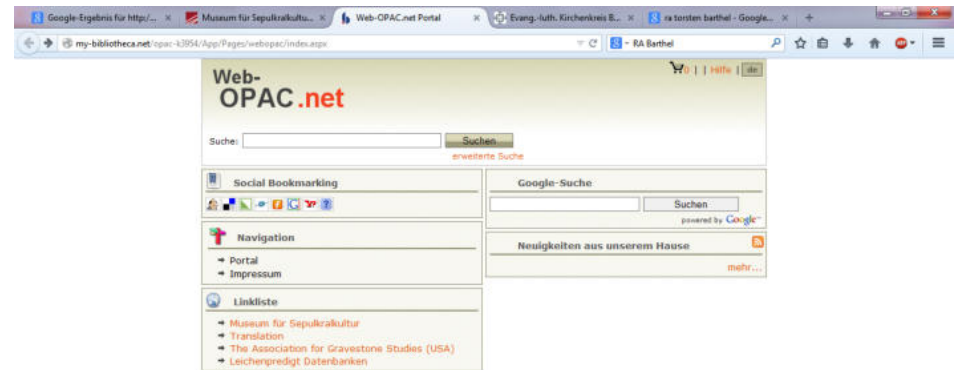 Google-Ergebnis für http:/...
Museum für Sepulkralkultu...
Web-OPAC.net Portal
Evang.-luth. Kirchenkreis B...
ra torsten barthel - Google...
my-bibliotheca.net/opac-k3954/App/Pages/webopac/index.aspx
RA Barthel
Web-
OPAC.net
0 | | Hilfe | de
Suche:
Suchen
erweiterte Suche
Social Bookmarking
Navigation
Portal
Impressum
Linkliste
Museum für Sepulkralkultur
Translation
The Association for Gravestone Studies (USA)
Leichenpredigt Datenbanken
Google-Suche
Suchen
powered by Google™
Neuigkeiten aus unserem Hause
mehr...